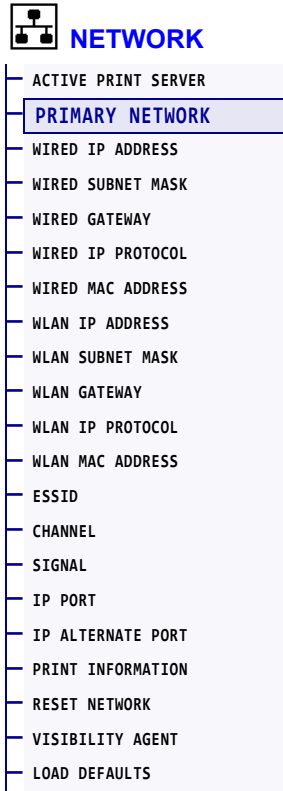 NETWORK
ACTIVE PRINT SERVER
PRIMARY NETWORK
WIRED IP ADDRESS
WIRED SUBNET MASK
WIRED GATEWAY
WIRED IP PROTOCOL
WIRED MAC ADDRESS
WLAN IP ADDRESS
WLAN SUBNET MASK
WLAN GATEWAY
WLAN IP PROTOCOL
WLAN MAC ADDRESS
ESSID
CHANNEL
SIGNAL
IP PORT
IP ALTERNATE PORT
PRINT INFORMATION
RESET NETWORK
VISIBILITY AGENT
LOAD DEFAULTS